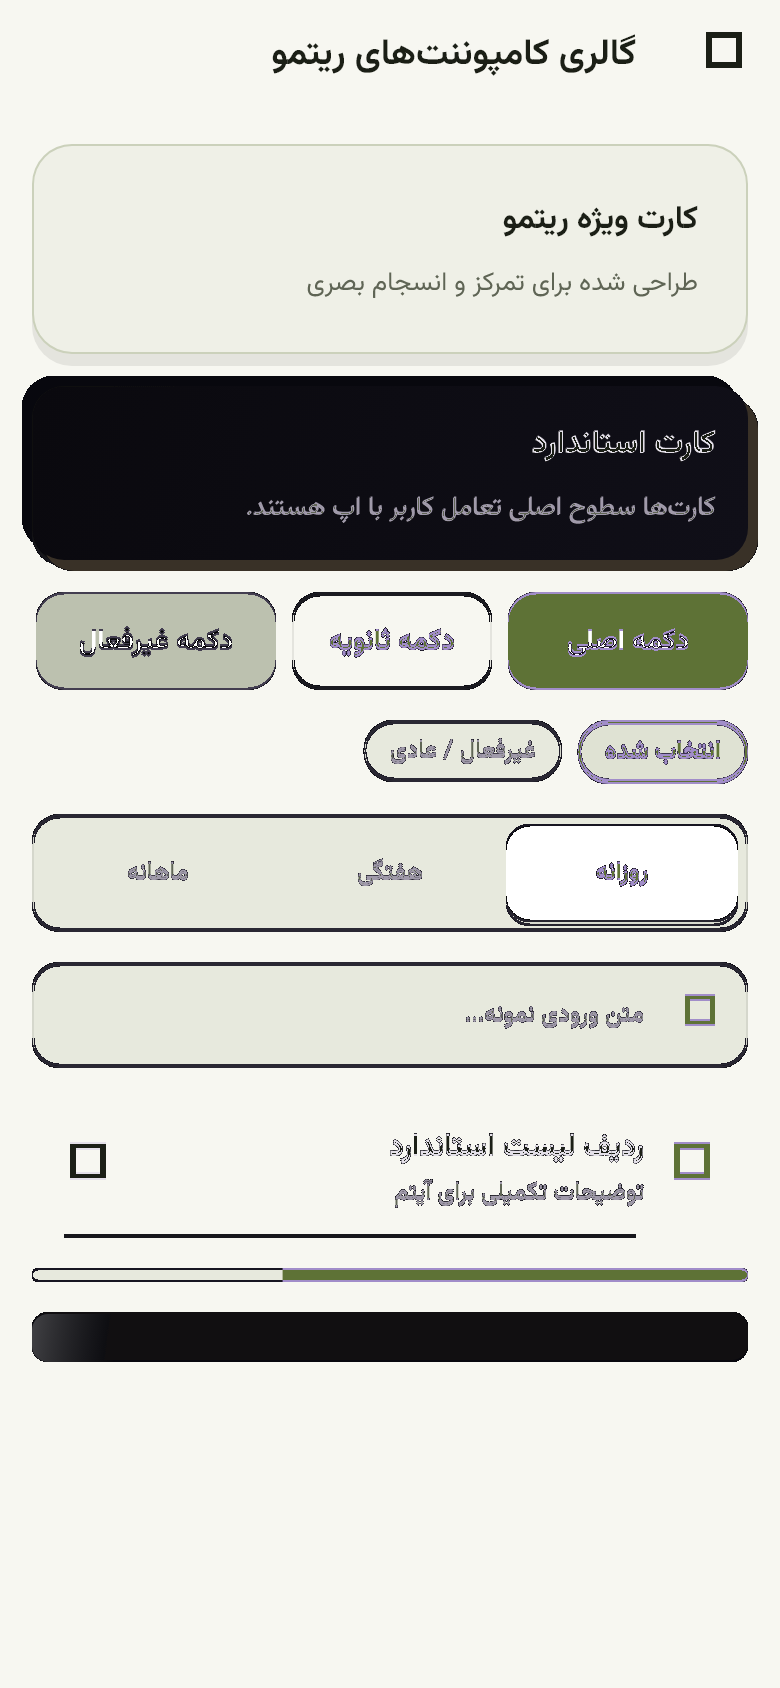 گالری کامپوننت‌های ریتمو
کارت ویژه ریتمو
طراحی شده برای تمرکز و انسجام بصری
کارت استاندارد
کارت‌ها سطوح اصلی تعامل کاربر با اپ هستند.
دکمه اصلی
دکمه ثانویه
دکمه غیرفعال
انتخاب شده
غیرفعال / عادی
روزانه
هفتگی
ماهانه
متن ورودی نمونه...
ردیف لیست استاندارد
توضیحات تکمیلی برای آیتم